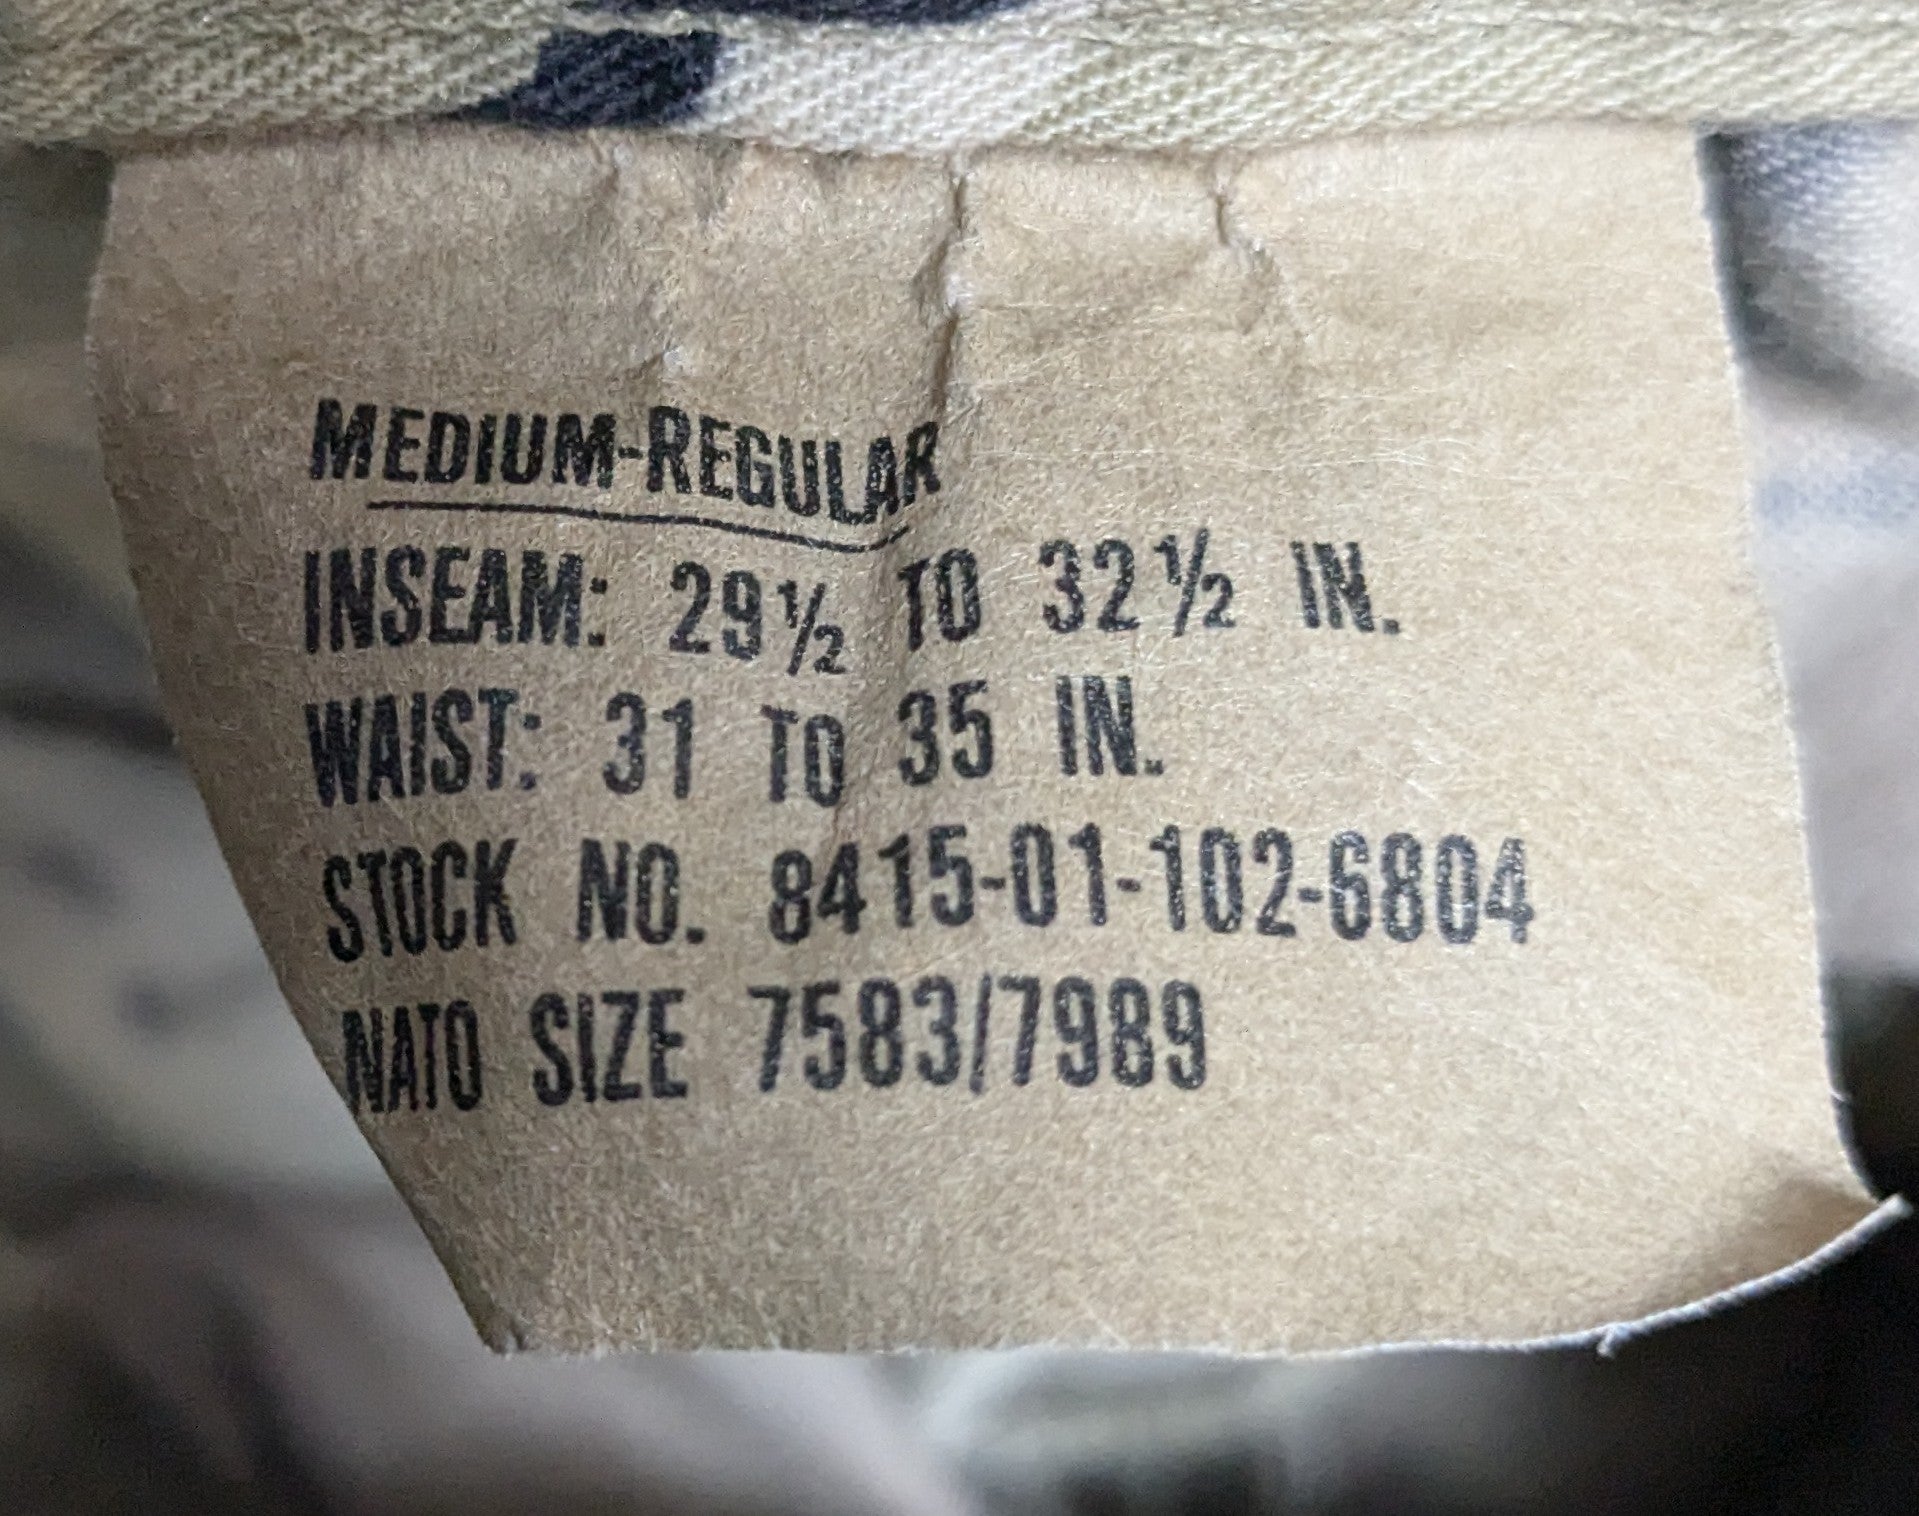 MEDIUM-REGULAR
INSEAM: 29½ TO 32½ IN.
WAIST: 31 TO 35 IN.
STOCK NO. 8415-01-102-6804
NATO SIZE 7583/7989